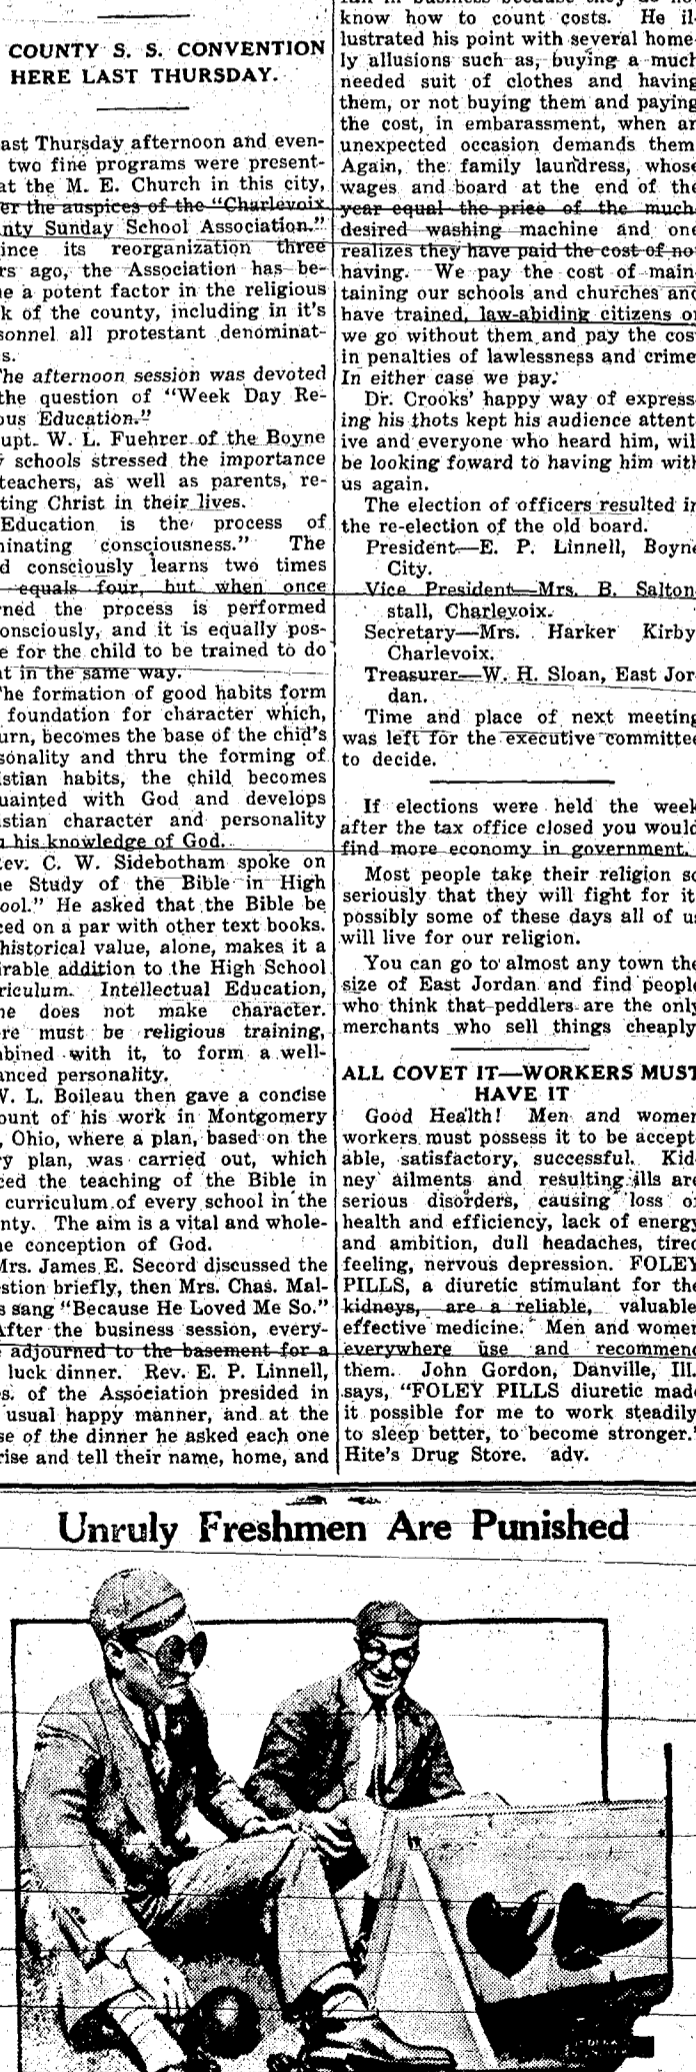 COUNTY S. S. CONVENTION
HERE LAST THURSDAY.
ast Thursday afternoon and even-
two fine programs were present-
at the M. E. Church in this city,
er the auspices of the "Charlevoix
nty Sunday School Association."
ince its reorganization three
rs ago, the Association has be-
e a potent factor in the religious
k of the county, including in it's
sonnel all protestant denominat-
s.
he afternoon session was devoted
the question of "Week Day Re-
ous Education."
upt. W. L. Fuehrer of the Boyne
schools stressed the importance
teachers, as well as parents, re-
ting Christ in their lives.
Education is the process of
minating consciousness." The
d consciously learns two times
equals four, but when once
rned the process is performed
onsciously, and it is equally pos-
e for the child to be trained to do
t in the same way.
he formation of good habits form
foundation for character which,
urn, becomes the base of the chid's
sonality and thru the forming of
istian habits, the child becomes
uainted with God and develops
istian character and personality
his knowledge of God.
ev. C. W. Sidebotham spoke on
e Study of the Bible in High
ool." He asked that the Bible be
ced on a par with other text books.
historical value, alone, makes it a
irable addition to the High School
riculum. Intellectual Education,
ne does not make character.
re must be religious training,
bined with it, to form a well-
anced personality.
W. L. Boileau then gave a concise
ount of his work in Montgomery
, Ohio, where a plan, based on the
ry plan, was carried out, which
ced the teaching of the Bible in
curriculum of every school in the
nty. The aim is a vital and whole-
e conception of God.
Mrs. James E. Secord discussed the
stion briefly, then Mrs. Chas. Mal-
s sang "Because He Loved Me So."
After the business session, every-
adjourned to the basement for a
luck dinner. Rev. E. P. Linnell,
s. of the Association presided in
usual happy manner, and at the
se of the dinner he asked each one
rise and tell their name, home, and
know how to count costs. He il-
lustrated his point with several home-
ly allusions such as, buying a much
needed suit of clothes and having
them, or not buying them and paying
the cost, in embarassment, when an
unexpected occasion demands them.
Again, the family laundress, whose
wages and board at the end of the
year equal the price of the much
desired washing machine and one
realizes they have paid the cost of not
having. We pay the cost of main-
taining our schools and churches and
have trained, law-abiding citizens or
we go without them and pay the cost
in penalties of lawlessness and crime.
In either case we pay.
Dr. Crooks' happy way of express-
ing his thots kept his audience attent-
ive and everyone who heard him, will
be looking foward to having him with
us again.
The election of officers resulted in
the re-election of the old board.
President—E. P. Linnell, Boyne
City.
Vice President—Mrs. B. Salton-
stall, Charlevoix.
Secretary—Mrs. Harker Kirby,
Charlevoix.
Treasurer—W. H. Sloan, East Jor-
dan.
Time and place of next meeting
was left for the executive committee
to decide.
If elections were held the week
after the tax office closed you would
find more economy in government.
Most people take their religion so
seriously that they will fight for it,
possibly some of these days all of us
will live for our religion.
You can go to almost any town the
size of East Jordan and find people
who think that peddlers are the only
merchants who sell things cheaply.
ALL COVET IT—WORKERS MUST
HAVE IT
Good Health! Men and women
workers must possess it to be accept-
able, satisfactory, successful. Kid-
ney ailments and resulting ills are
serious disorders, causing loss of
health and efficiency, lack of energy
and ambition, dull headaches, tired
feeling, nervous depression. FOLEY
PILLS, a diuretic stimulant for the
kidneys, are a reliable, valuable,
effective medicine. Men and women
everywhere use and recommend
them. John Gordon, Danville, Ill.
says, "FOLEY PILLS diuretic made
it possible for me to work steadily,
to sleep better, to become stronger."
Hite's Drug Store. adv.
Unruly Freshmen Are Punished